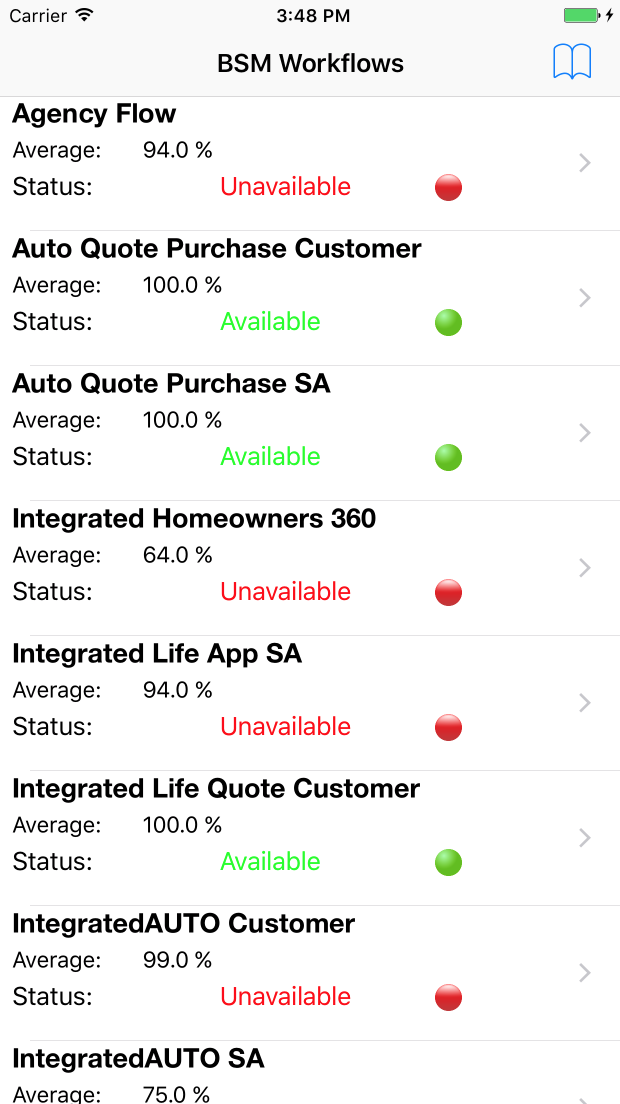 Carrier 3:48 PM
BSM Workflows
Agency Flow
Average: 94.0 %
Status: Unavailable
Auto Quote Purchase Customer
Average: 100.0 %
Status: Available
Auto Quote Purchase SA
Average: 100.0 %
Status: Available
Integrated Homeowners 360
Average: 64.0 %
Status: Unavailable
Integrated Life App SA
Average: 94.0 %
Status: Unavailable
Integrated Life Quote Customer
Average: 100.0 %
Status: Available
IntegratedAUTO Customer
Average: 99.0 %
Status: Unavailable
IntegratedAUTO SA
Average: 75.0 %